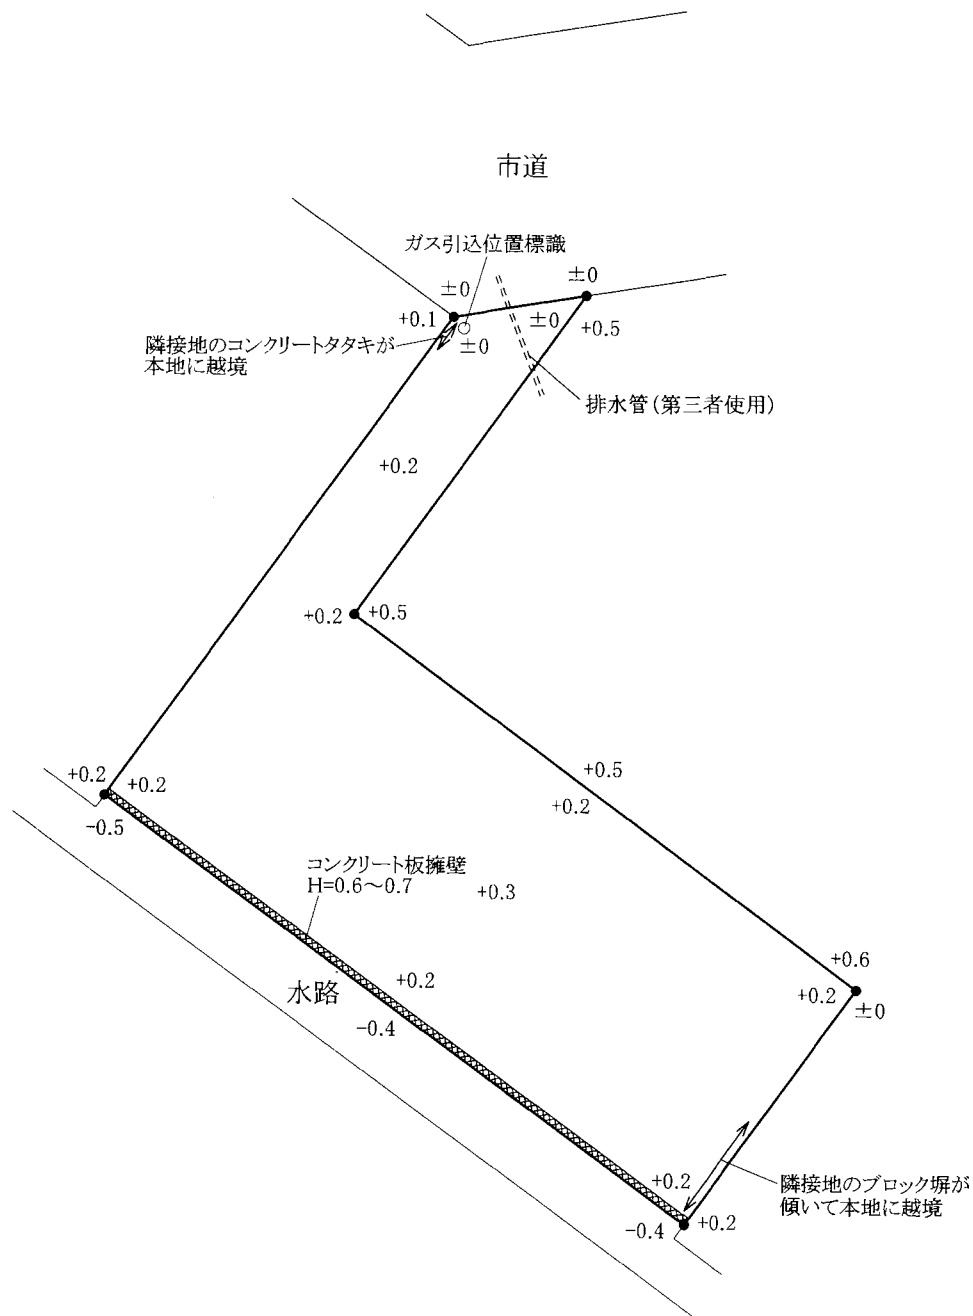 市道
ガス引込位置標識
±0
±0
+0.1
±0
+0.5
±0
隣接地のコンクリートタタキが
本地に越境
排水管(第三者使用)
+0.2
+0.2
+0.5
+0.5
+0.2
+0.2
+0.2
-0.5
コンクリート板擁壁
H=0.6～0.7
+0.3
+0.2
水路
-0.4
+0.6
+0.2
±0
+0.2
隣接地のブロック塀が
傾いて本地に越境
-0.4
+0.2